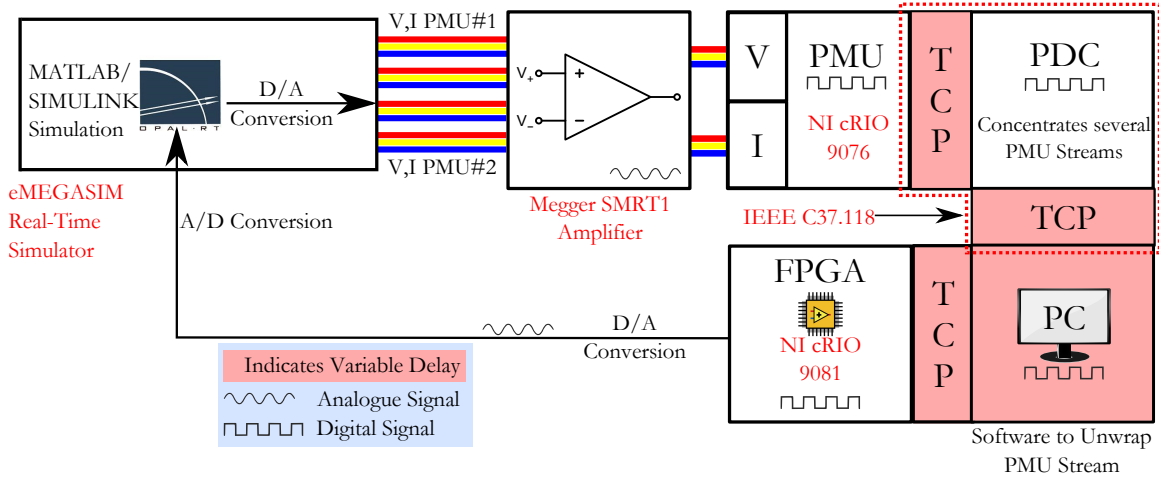 MATLAB/
SIMULINK
Simulation
OPAL-RT
D/A
Conversion
eMEGASIM
Real-Time
Simulator
A/D Conversion
V,I PMU#1
V,I PMU#2
V+
V−
+
−
Megger SMRT1
Amplifier
V
I
PMU
NI cRIO
9076
TCP
PDC
Concentrates several
PMU Streams
IEEE C37.118
TCP
FPGA
NI cRIO
9081
TCP
PC
Software to Unwrap
PMU Stream
D/A
Conversion
Indicates Variable Delay
Analogue Signal
Digital Signal